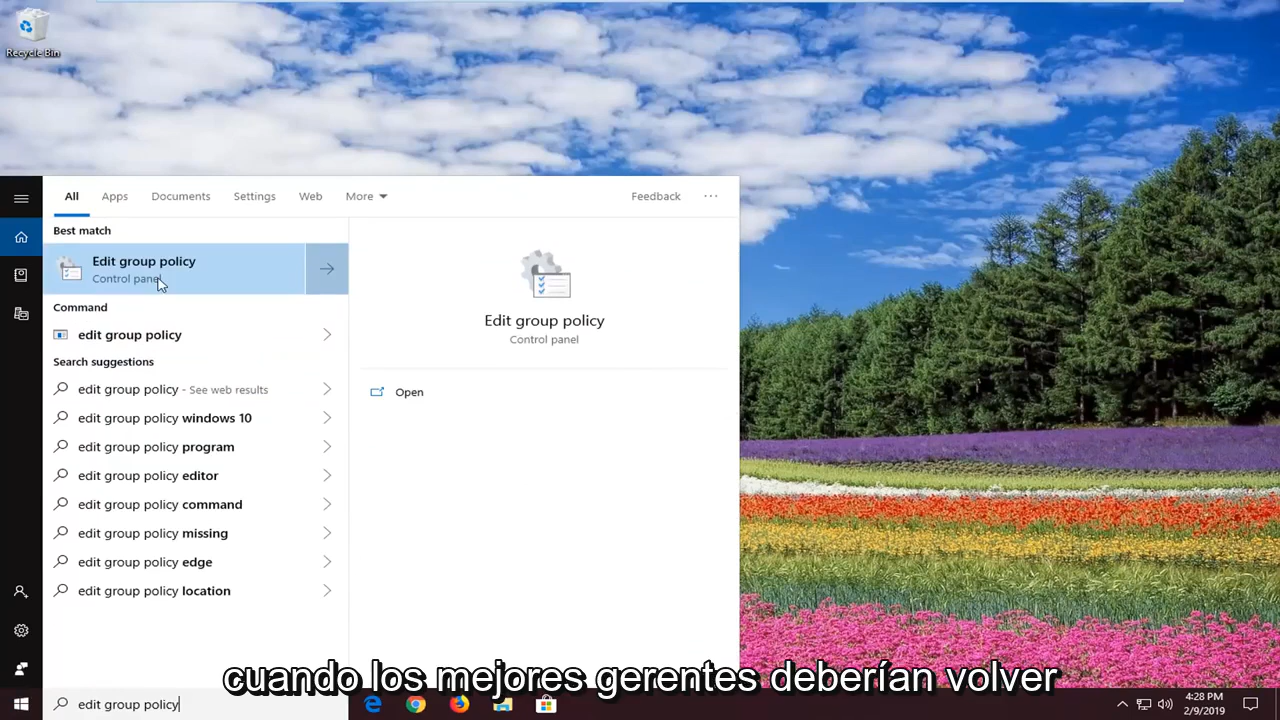 Recycle Bin
All Apps Documents Settings Web More Feedback ...
Best match
Edit group policy
Control panel
Command
edit group policy
Search suggestions
edit group policy - See web results
edit group policy windows 10
edit group policy program
edit group policy editor
edit group policy command
edit group policy missing
edit group policy edge
edit group policy location
Edit group policy
Control panel
Open
cuando los mejores gerentes deberían volver
edit group policy
4:28 PM
2/9/2019